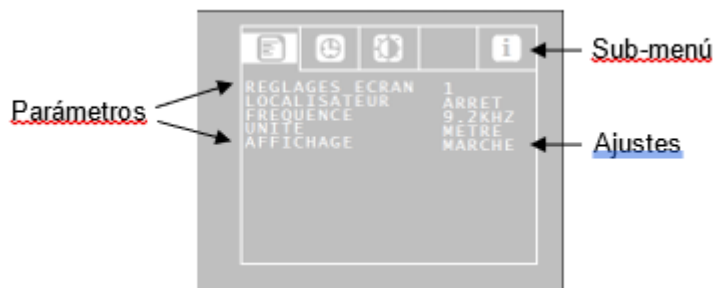 Sub-menú
Parámetros
REGLAGES ECRAN 1
LOCALISATEUR ARRET
FREQUENCE 9.2KHZ
UNITE METRE
AFFICHAGE MARCHE
Ajustes